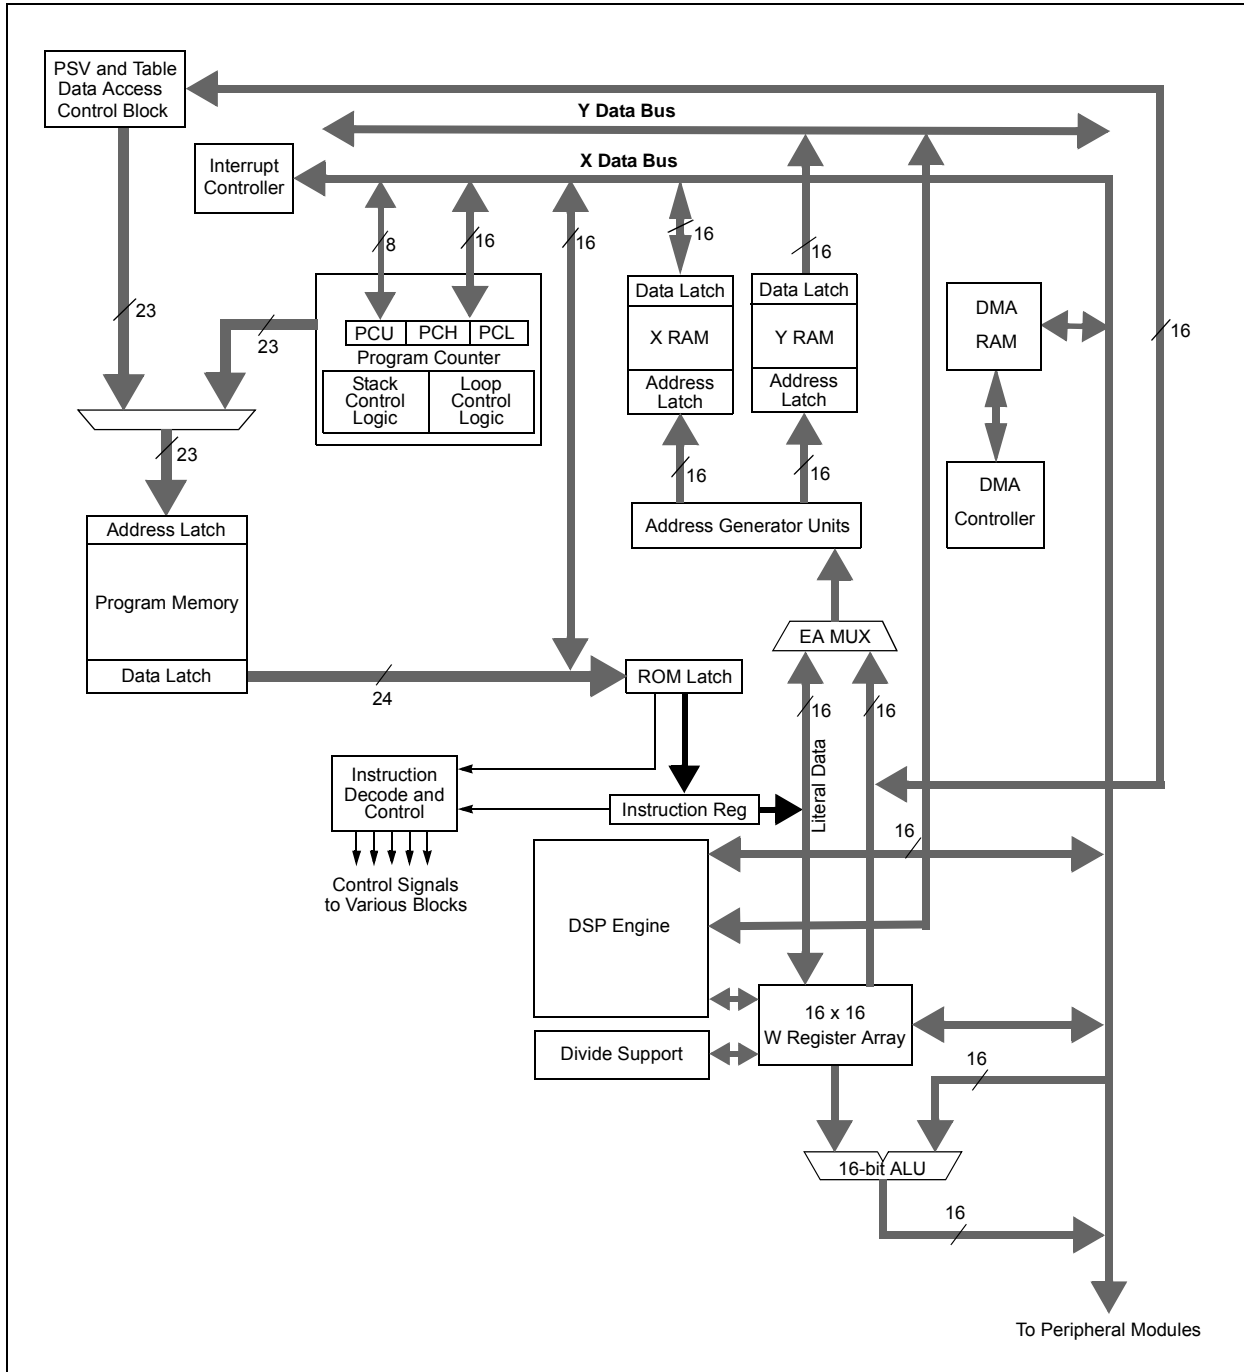 PSV and Table
Data Access
Control Block
Y Data Bus
X Data Bus
Interrupt
Controller
8
16
16
16
16
23
23
16
Data Latch
Data Latch
X RAM
Y RAM
Address
Latch
Address
Latch
DMA
RAM
PCU
PCH
PCL
Program Counter
Stack
Control
Logic
Loop
Control
Logic
23
16
16
DMA
Controller
Address Generator Units
Address Latch
Program Memory
Data Latch
24
EA MUX
ROM Latch
16
16
Literal Data
Instruction
Decode and
Control
Instruction Reg
Control Signals
to Various Blocks
16
DSP Engine
16 x 16
W Register Array
Divide Support
16
16-bit ALU
16
To Peripheral Modules